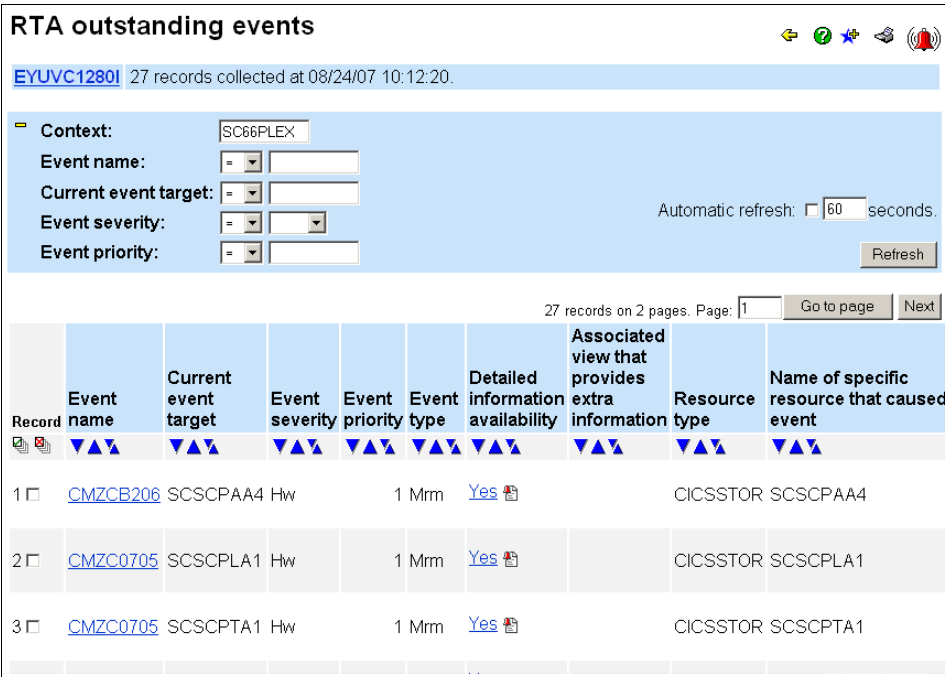 RTA outstanding events
EYUVC1280I 27 records collected at 08/24/07 10:12:20.
Context: SC66PLEX
Event name: =
Current event target: =
Event severity: =
Event priority: =
Automatic refresh: 60 seconds.
Refresh
27 records on 2 pages. Page: 1 Go to page Next
Record Event name Current event target Event severity Event priority Event type Detailed information availability Associated view that provides extra information Resource type Name of specific resource that caused event
1 CMZCB206 SCSCPAA4 Hw 1 Mrm Yes CICSSTOR SCSCPAA4
2 CMZC0705 SCSCPLA1 Hw 1 Mrm Yes CICSSTOR SCSCPLA1
3 CMZC0705 SCSCPTA1 Hw 1 Mrm Yes CICSSTOR SCSCPTA1